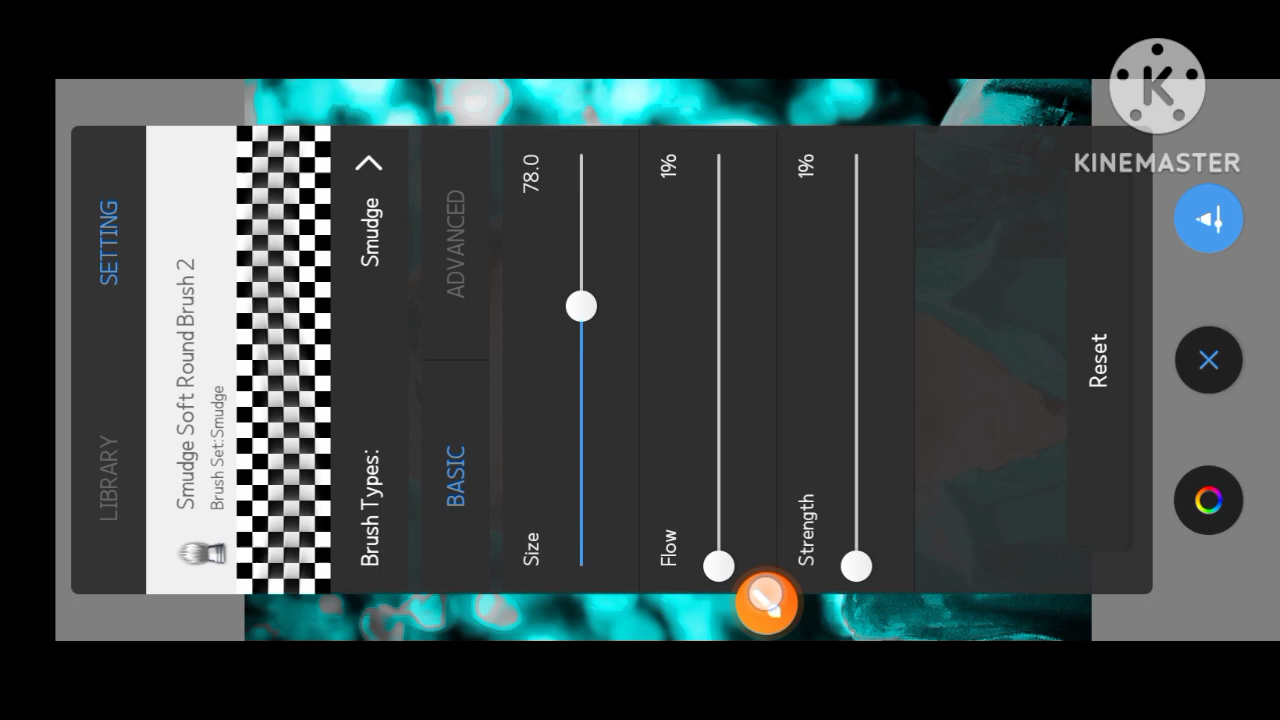 KINEMASTER
LIBRARY SETTING
Smudge Soft Round Brush 2
Brush Set:Smudge
Brush Types: Smudge
BASIC ADVANCED
Size 78.0
Flow 1%
Strength 1%
Reset